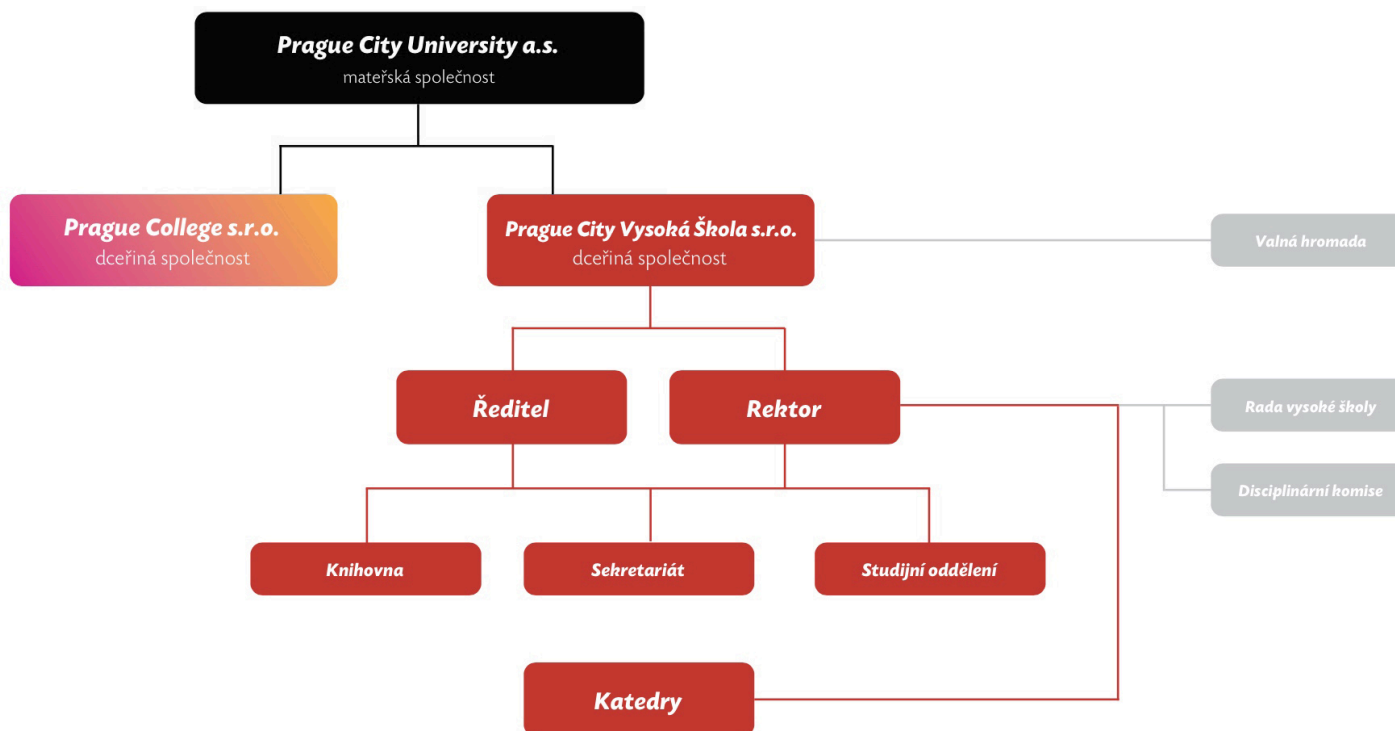 Prague City University a.s.
mateřská společnost
Prague College s.r.o.
dceřiná společnost
Prague City Vysoká Škola s.r.o.
dceřiná společnost
Valná hromada
Ředitel
Rektor
Rada vysoké školy
Disciplinární komise
Knihovna
Sekretariát
Studijní oddělení
Katedry